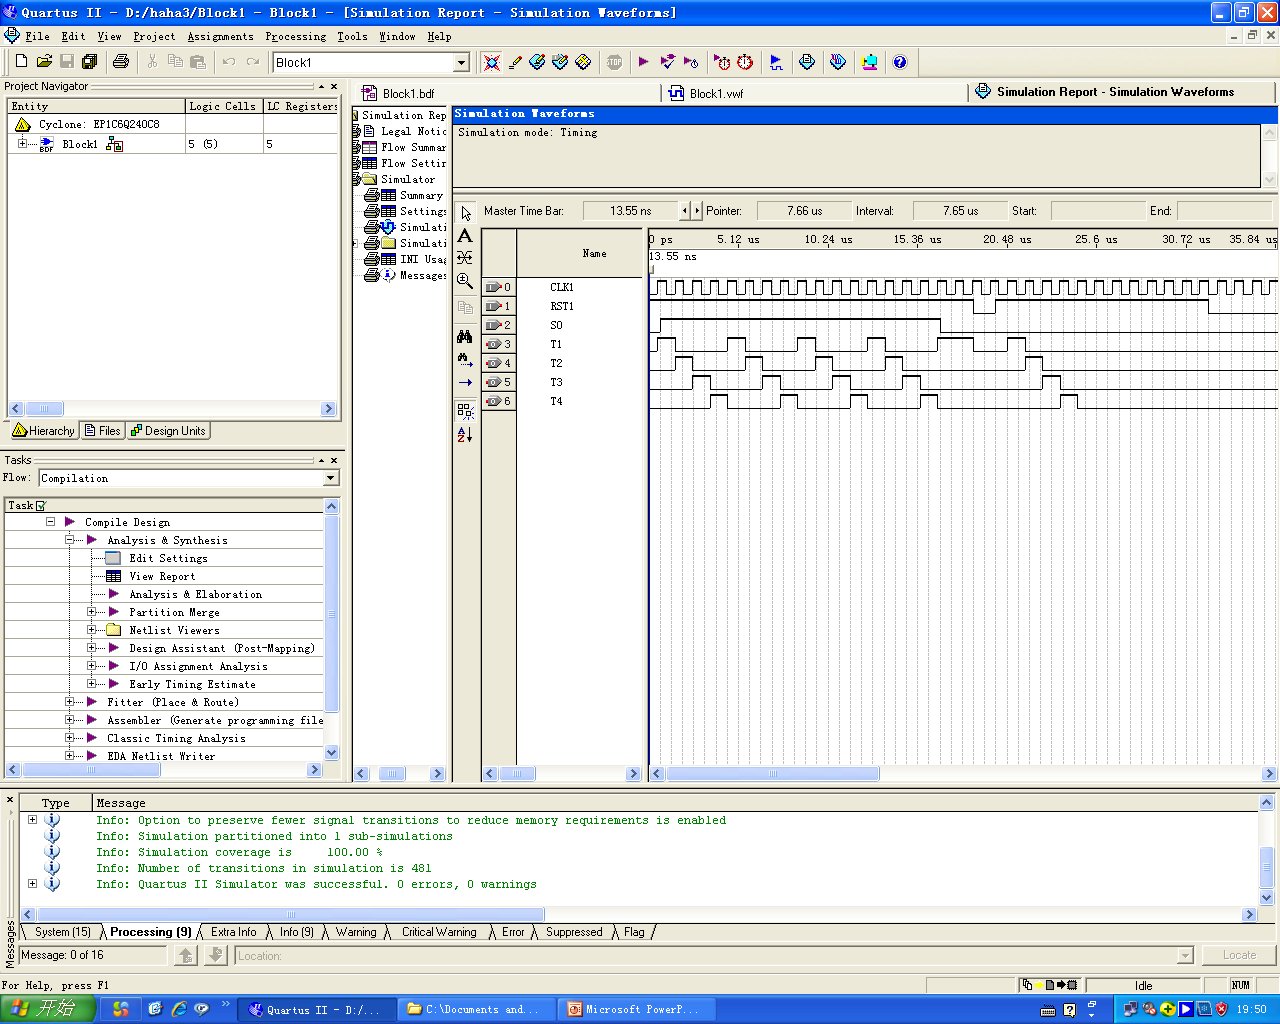 Quartus II - D:/haha3/Block1 - Block1 - [Simulation Report - Simulation Waveforms]
File Edit View Project Assignments Processing Tools Window Help
Block1
Project Navigator
Entity Logic Cells LC Registers
Cyclone: EP1C6Q240C8
Block1 5 (5) 5
Hierarchy Files Design Units
Tasks
Flow: Compilation
Task
Compile Design
Analysis & Synthesis
Edit Settings
View Report
Analysis & Elaboration
Partition Merge
Netlist Viewers
Design Assistant (Post-Mapping)
I/O Assignment Analysis
Early Timing Estimate
Fitter (Place & Route)
Assembler (Generate programming file
Classic Timing Analysis
EDA Netlist Writer
Block1.bdf Block1.vwf Simulation Report - Simulation Waveforms
Simulation Rep
Legal Notic
Flow Summar
Flow Settin
Simulator
Summary
Settings
Simulati
Simulati
INI Usag
Messages
Simulation Waveforms
Simulation mode: Timing
Master Time Bar: 13.55 ns Pointer: 7.66 us Interval: 7.65 us Start: End:
Name
0 ps 5.12 us 10.24 us 15.36 us 20.48 us 25.6 us 30.72 us 35.84 us
13.55 ns
0 CLK1
1 RST1
2 S0
3 T1
4 T2
5 T3
6 T4
Type Message
Info: Option to preserve fewer signal transitions to reduce memory requirements is enabled
Info: Simulation partitioned into 1 sub-simulations
Info: Simulation coverage is 100.00 %
Info: Number of transitions in simulation is 481
Info: Quartus II Simulator was successful. 0 errors, 0 warnings
System (15) Processing (9) Extra Info Info (9) Warning Critical Warning Error Suppressed Flag
Messages
Message: 0 of 16 Location: Locate
For Help, press F1 Idle NUM
开始 Quartus II - D:/... C:\Documents and... Microsoft PowerP... 19:50